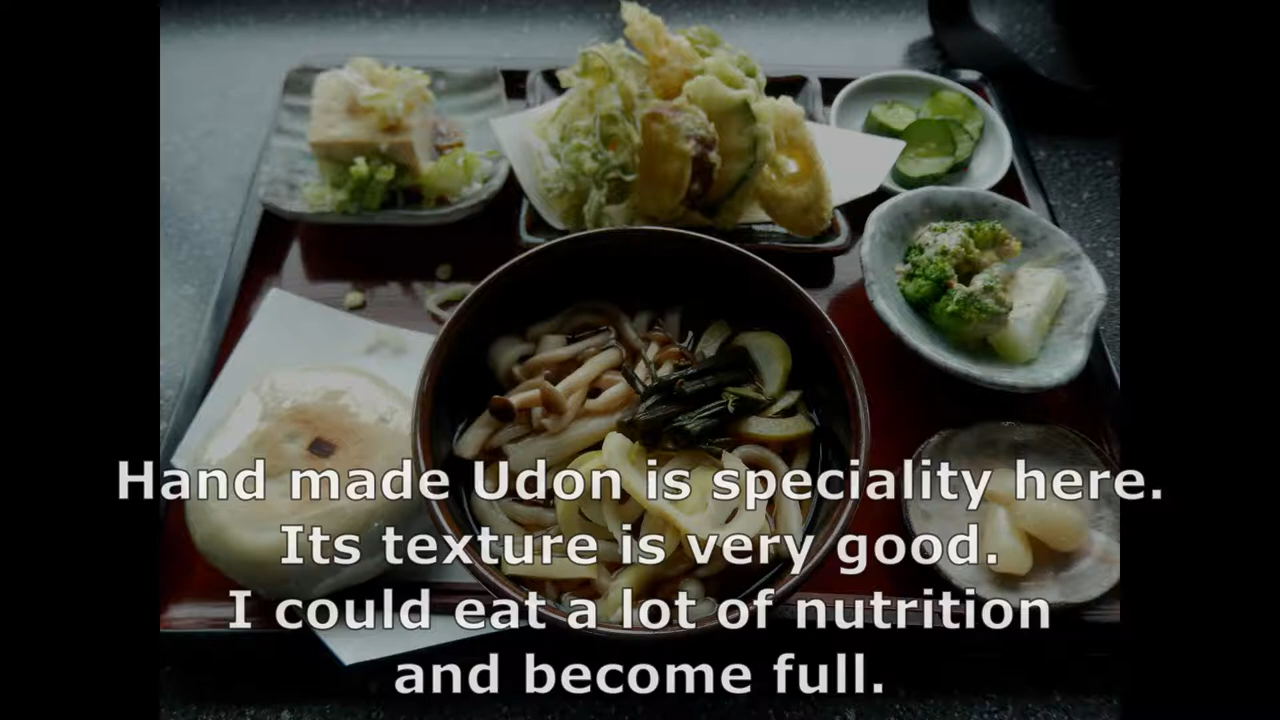 Hand made Udon is speciality here.
Its texture is very good.
I could eat a lot of nutrition
and become full.